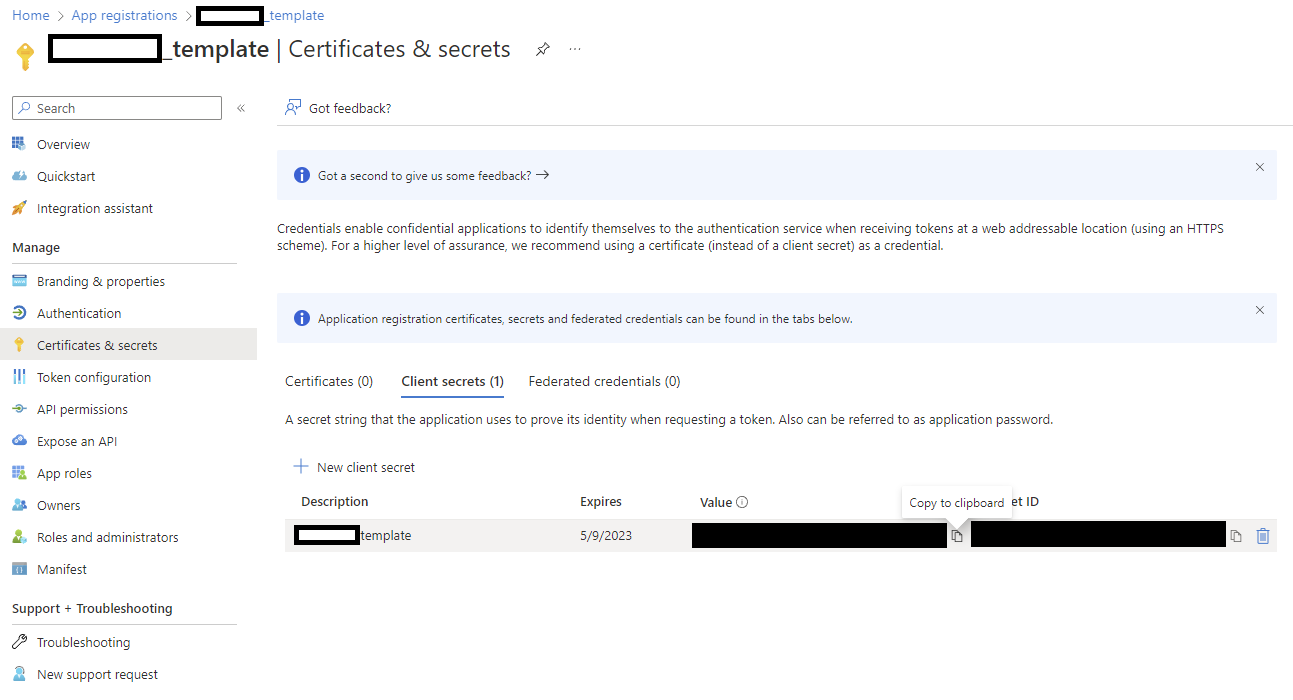 Home > App registrations > _template
_template | Certificates & secrets ...
Search «
Overview
Quickstart
Integration assistant
Manage
Branding & properties
Authentication
Certificates & secrets
Token configuration
API permissions
Expose an API
App roles
Owners
Roles and administrators
Manifest
Support + Troubleshooting
Troubleshooting
New support request
Got feedback?
Got a second to give us some feedback? →
Credentials enable confidential applications to identify themselves to the authentication service when receiving tokens at a web addressable location (using an HTTPS
scheme). For a higher level of assurance, we recommend using a certificate (instead of a client secret) as a credential.
Application registration certificates, secrets and federated credentials can be found in the tabs below.
Certificates (0) Client secrets (1) Federated credentials (0)
A secret string that the application uses to prove its identity when requesting a token. Also can be referred to as application password.
+ New client secret
Description Expires Value Copy to clipboard et ID
template 5/9/2023